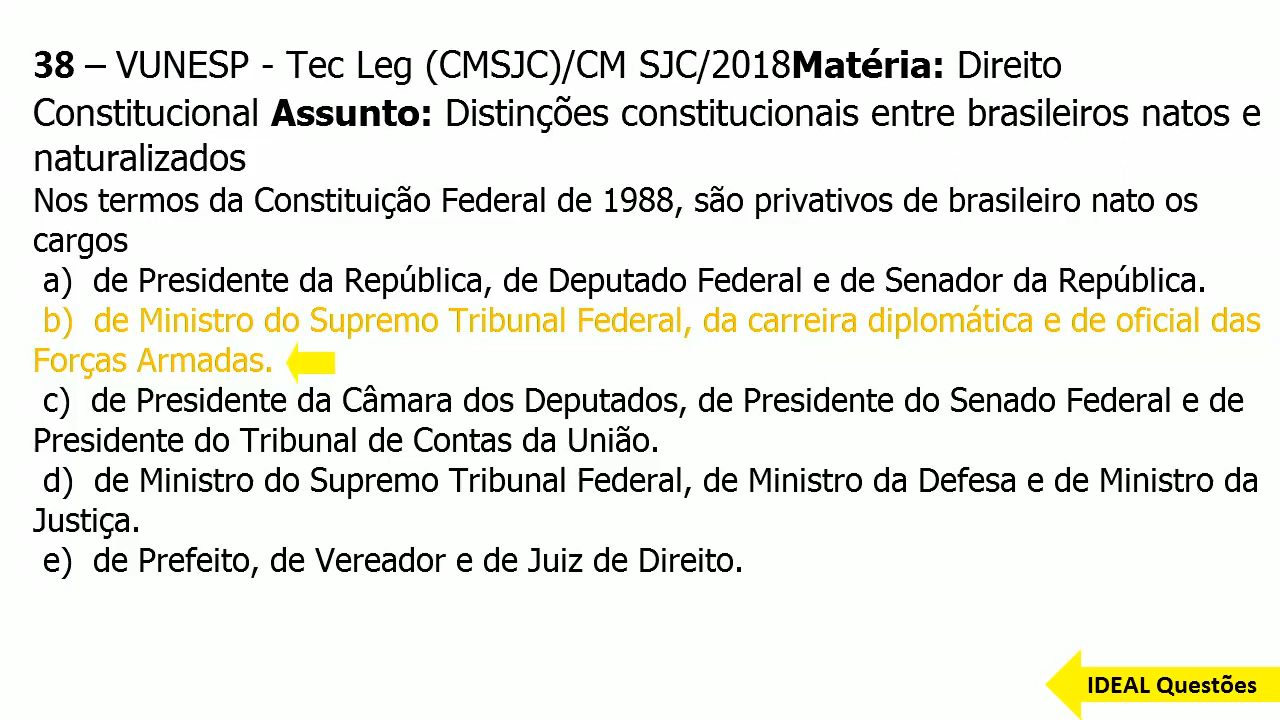 38 – VUNESP - Tec Leg (CMSJC)/CM SJC/2018Matéria: Direito
Constitucional Assunto: Distinções constitucionais entre brasileiros natos e
naturalizados
Nos termos da Constituição Federal de 1988, são privativos de brasileiro nato os
cargos
a) de Presidente da República, de Deputado Federal e de Senador da República.
b) de Ministro do Supremo Tribunal Federal, da carreira diplomática e de oficial das
Forças Armadas.
c) de Presidente da Câmara dos Deputados, de Presidente do Senado Federal e de
Presidente do Tribunal de Contas da União.
d) de Ministro do Supremo Tribunal Federal, de Ministro da Defesa e de Ministro da
Justiça.
e) de Prefeito, de Vereador e de Juiz de Direito.
IDEAL Questões